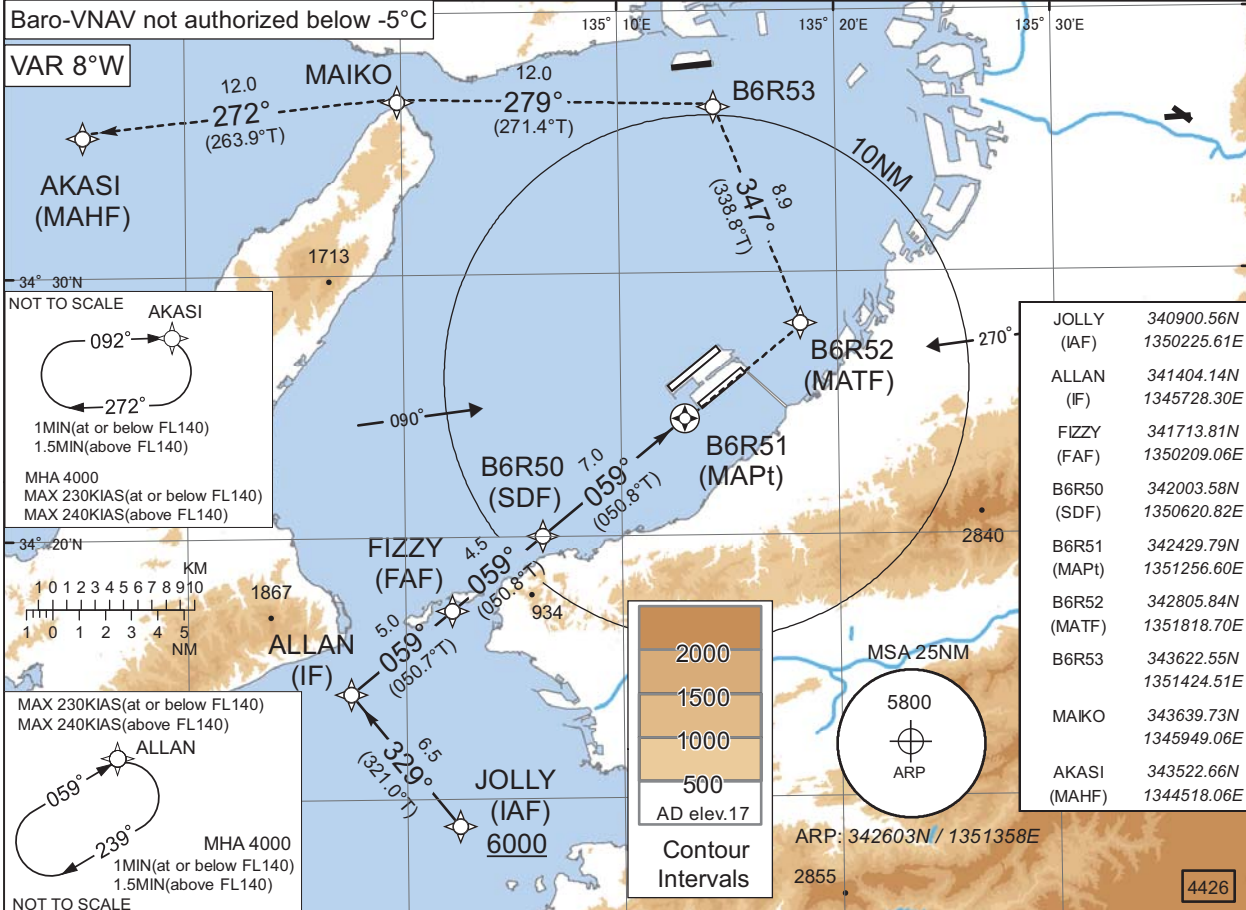 Baro-VNAV not authorized below -5°C
VAR 8°W
135° 10'E
135° 20'E
135° 30'E
12.0
272°
(263.9°T)
MAIKO
12.0
279°
(271.4°T)
B6R53
AKASI
(MAHF)
10NM
8.9
347°
(338.8°T)
1713
34° 30'N
NOT TO SCALE
AKASI
092°
272°
1MIN(at or below FL140)
1.5MIN(above FL140)
MHA 4000
MAX 230KIAS(at or below FL140)
MAX 240KIAS(above FL140)
090°
270°
B6R52
(MATF)
B6R51
(MAPt)
B6R50
(SDF)
7.0
059°
(050.8°T)
34° 20'N
FIZZY
(FAF)
4.5
059°
(050.8°T)
934
2840
KM
1 0 1 2 3 4 5 6 7 8 9 10
1 0 1 2 3 4 5
NM
1867
ALLAN
(IF)
5.0
059°
(050.7°T)
6.5
329°
(321.0°T)
JOLLY
(IAF)
6000
MAX 230KIAS(at or below FL140)
MAX 240KIAS(above FL140)
ALLAN
059°
239°
MHA 4000
1MIN(at or below FL140)
1.5MIN(above FL140)
NOT TO SCALE
2000
1500
1000
500
AD elev.17
Contour
Intervals
MSA 25NM
5800
ARP
ARP: 342603N / 1351358E
2855
JOLLY 340900.56N
(IAF) 1350225.61E
ALLAN 341404.14N
(IF) 1345728.30E
FIZZY 341713.81N
(FAF) 1350209.06E
B6R50 342003.58N
(SDF) 1350620.82E
B6R51 342429.79N
(MAPt) 1351256.60E
B6R52 342805.84N
(MATF) 1351818.70E
B6R53 343622.55N
1351424.51E
MAIKO 343639.73N
1345949.06E
AKASI 343522.66N
(MAHF) 1344518.06E
4426